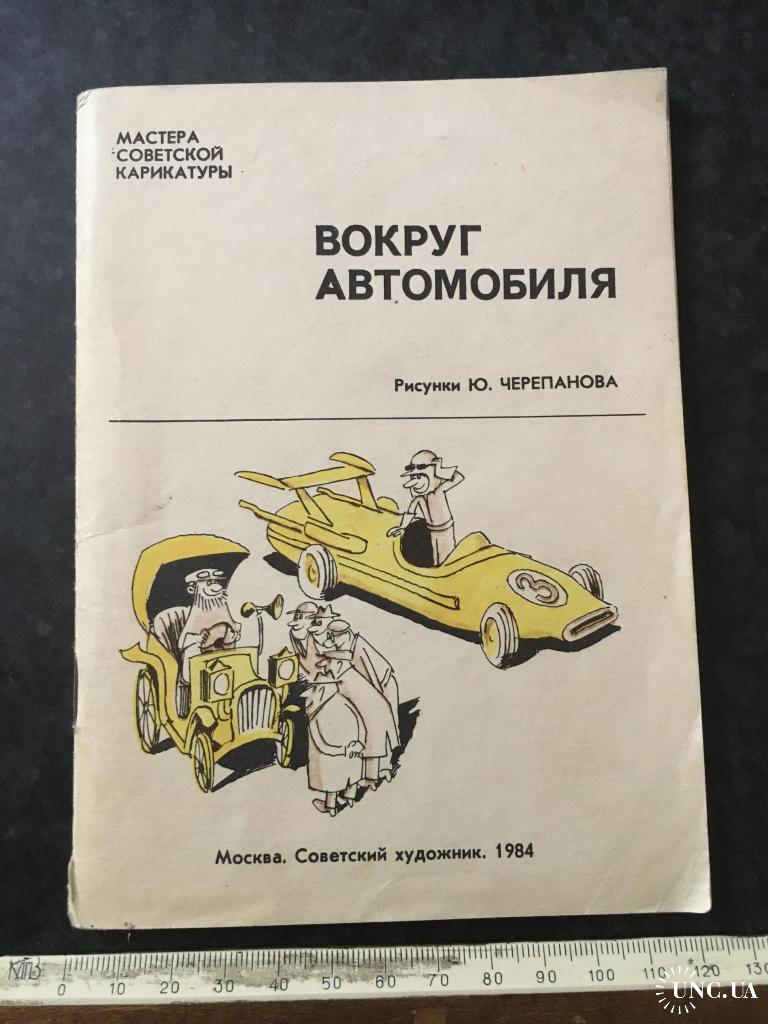 МАСТЕРА
СОВЕТСКОЙ
КАРИКАТУРЫ
ВОКРУГ
АВТОМОБИЛЯ
Рисунки Ю. ЧЕРЕПАНОВА
3
Москва. Советский художник. 1984
0 10 20 30 40 50 60 70 80 90 100 110 120 130
UNC.UA